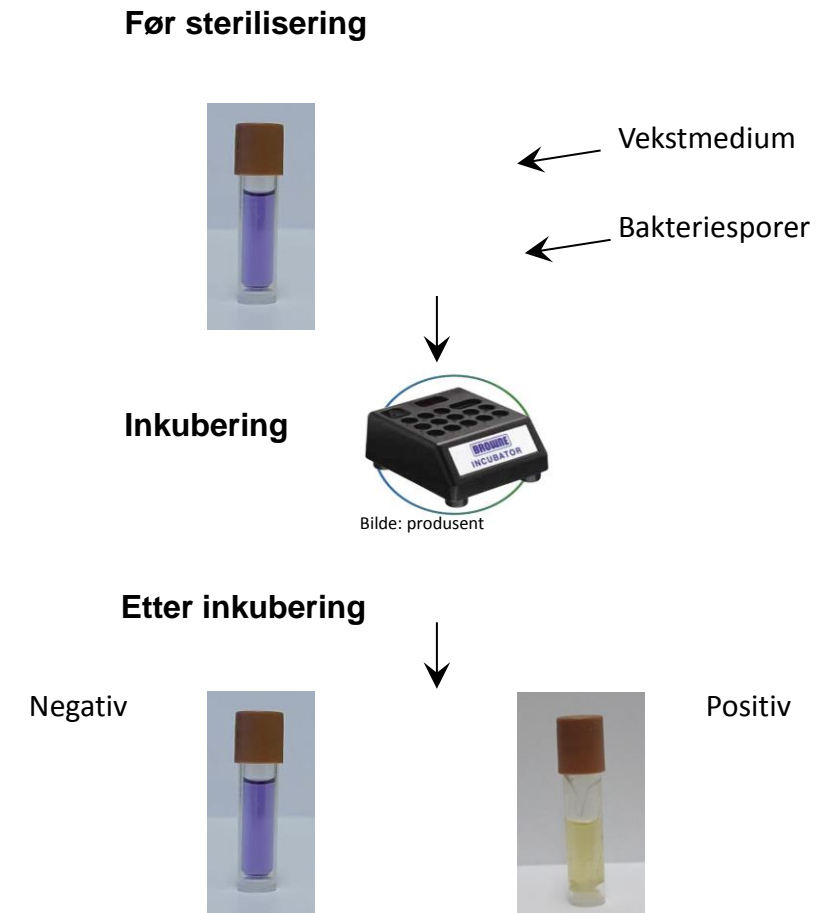 Før sterilisering
Vekstmedium
Bakteriesporer
Inkubering
BROWNE
INCUBATOR
Bilde: produsent
Etter inkubering
Negativ
Positiv